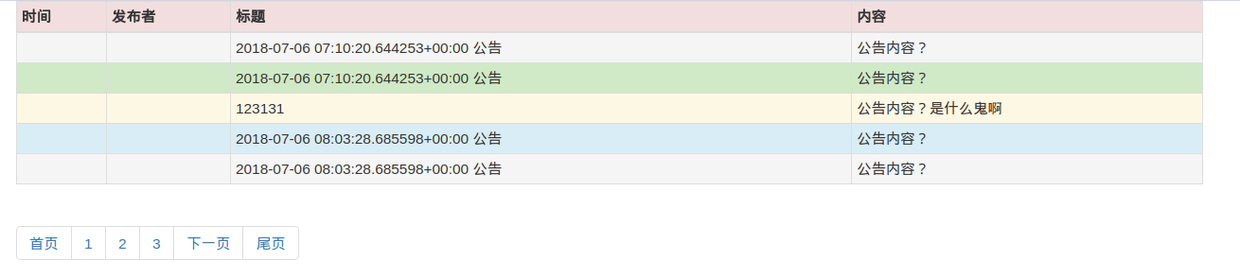 时间 发布者 标题 内容
2018-07-06 07:10:20.644253+00:00 公告 公告内容？
2018-07-06 07:10:20.644253+00:00 公告 公告内容？
123131 公告内容？是什么鬼啊
2018-07-06 08:03:28.685598+00:00 公告 公告内容？
2018-07-06 08:03:28.685598+00:00 公告 公告内容？
首页 1 2 3 下一页 尾页